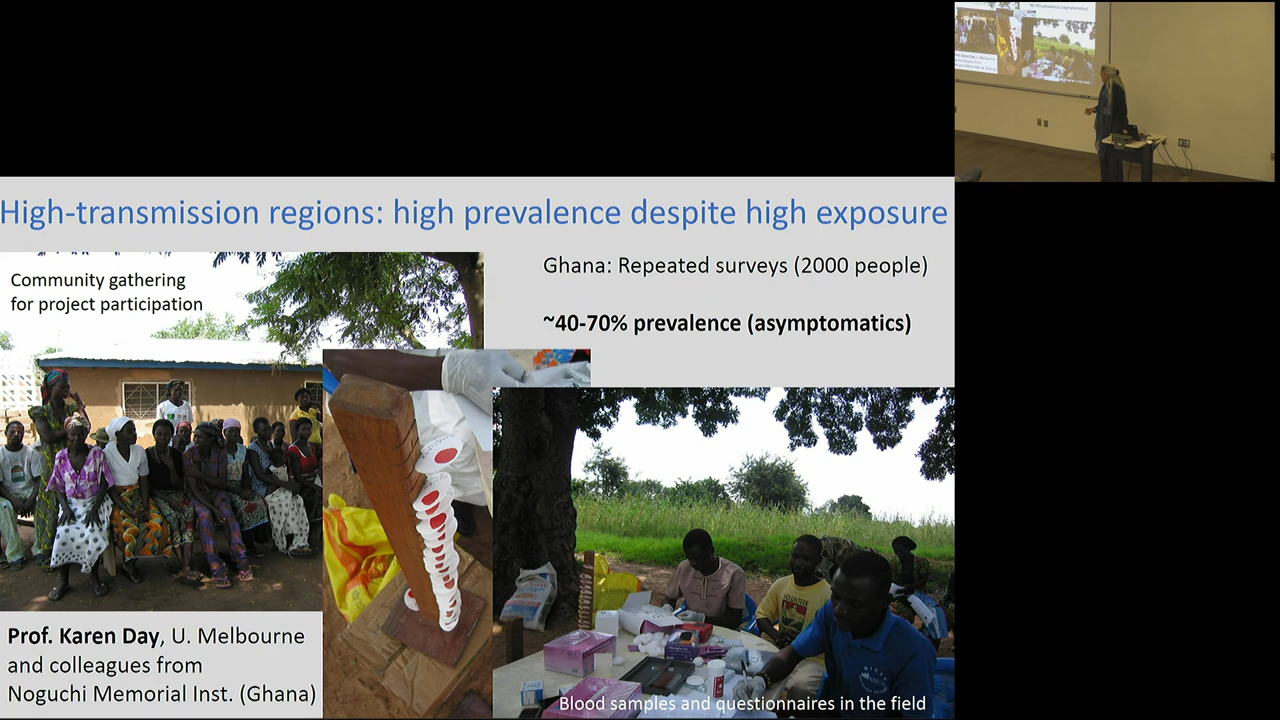 High-transmission regions: high prevalence despite high exposure
Community gathering
for project participation
Ghana: Repeated surveys (2000 people)
~40-70% prevalence (asymptomatics)
Prof. Karen Day, U. Melbourne
and colleagues from
Noguchi Memorial Inst. (Ghana)
VOLUNTEER
Blood samples and questionnaires in the field